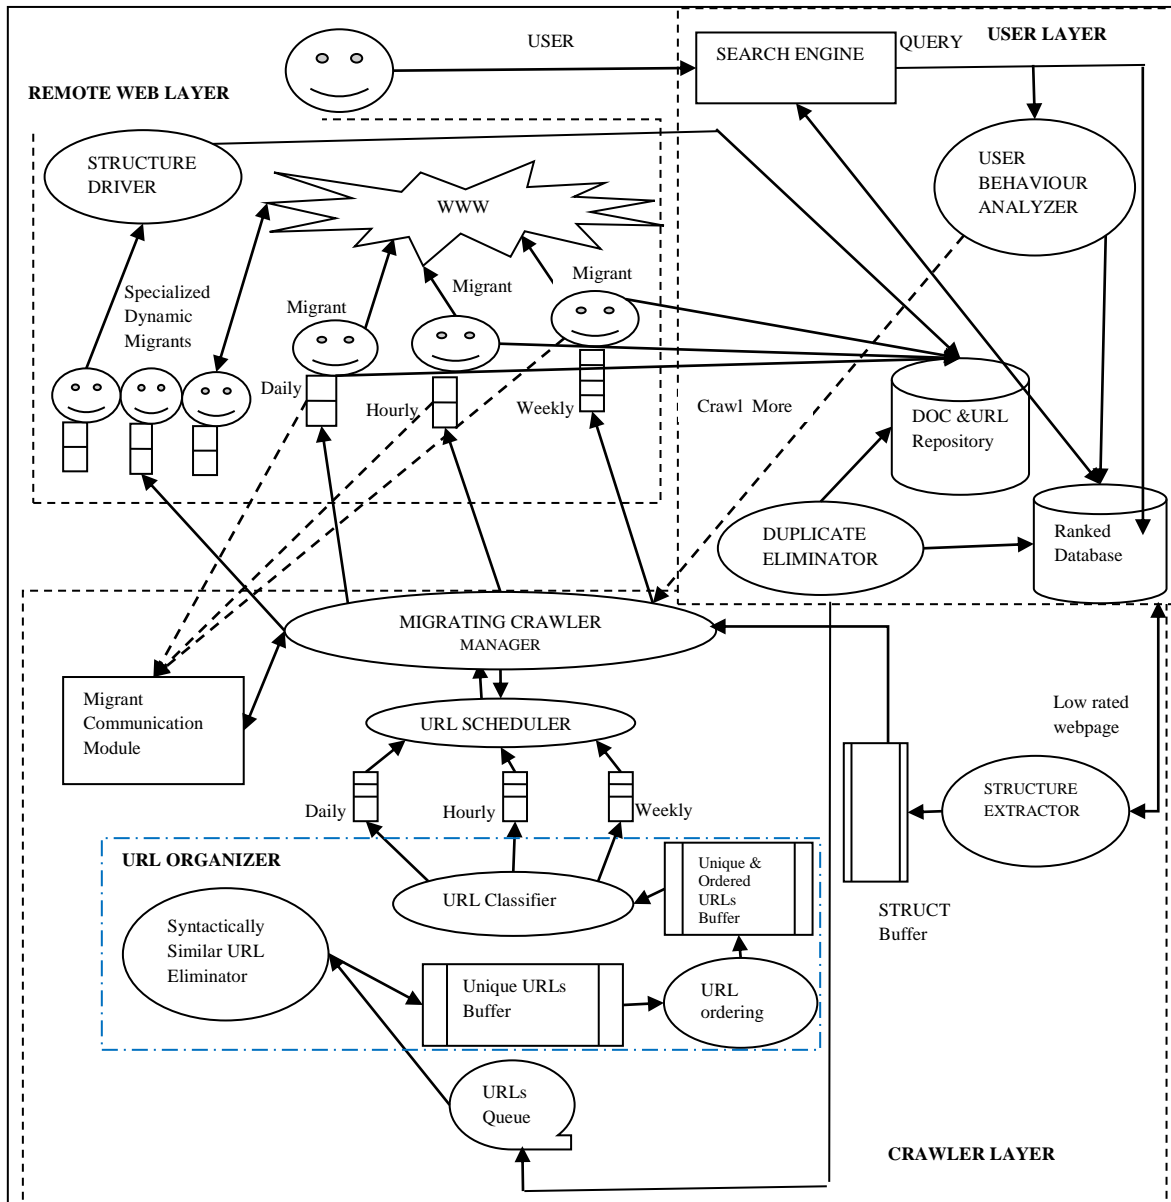 USER
SEARCH ENGINE
QUERY
USER LAYER
REMOTE WEB LAYER
STRUCTURE
DRIVER
WWW
USER
BEHAVIOUR
ANALYZER
Specialized
Dynamic
Migrants
Migrant
Migrant
Migrant
Daily
Hourly
Weekly
Crawl More
DOC &URL
Repository
DUPLICATE
ELIMINATOR
Ranked
Database
MIGRATING CRAWLER
MANAGER
Migrant
Communication
Module
URL SCHEDULER
Low rated
webpage
Daily
Hourly
Weekly
STRUCTURE
EXTRACTOR
URL ORGANIZER
URL Classifier
Unique &
Ordered
URLs
Buffer
STRUCT
Buffer
Syntactically
Similar URL
Eliminator
Unique URLs
Buffer
URL
ordering
URLs
Queue
CRAWLER LAYER